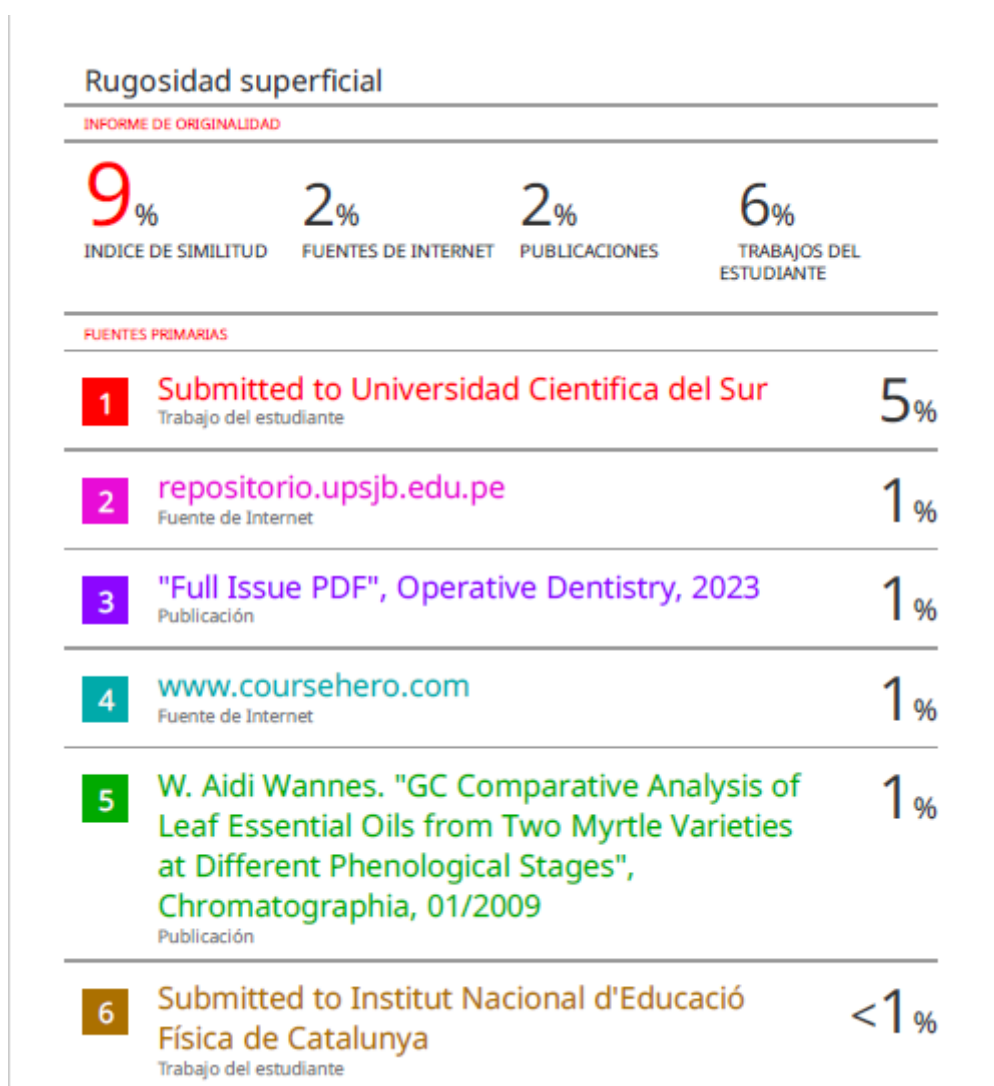 Rugosidad superficial
INFORME DE ORIGINALIDAD
9% 2% 2% 6%
INDICE DE SIMILITUD FUENTES DE INTERNET PUBLICACIONES TRABAJOS DEL
ESTUDIANTE
FUENTES PRIMARIAS
1 Submitted to Universidad Cientifica del Sur 5%
Trabajo del estudiante
2 repositorio.upsjb.edu.pe 1%
Fuente de Internet
3 "Full Issue PDF", Operative Dentistry, 2023 1%
Publicación
4 www.coursehero.com 1%
Fuente de Internet
5 W. Aidi Wannes. "GC Comparative Analysis of 1%
Leaf Essential Oils from Two Myrtle Varieties
at Different Phenological Stages",
Chromatographia, 01/2009
Publicación
6 Submitted to Institut Nacional d'Educació <1%
Física de Catalunya
Trabajo del estudiante